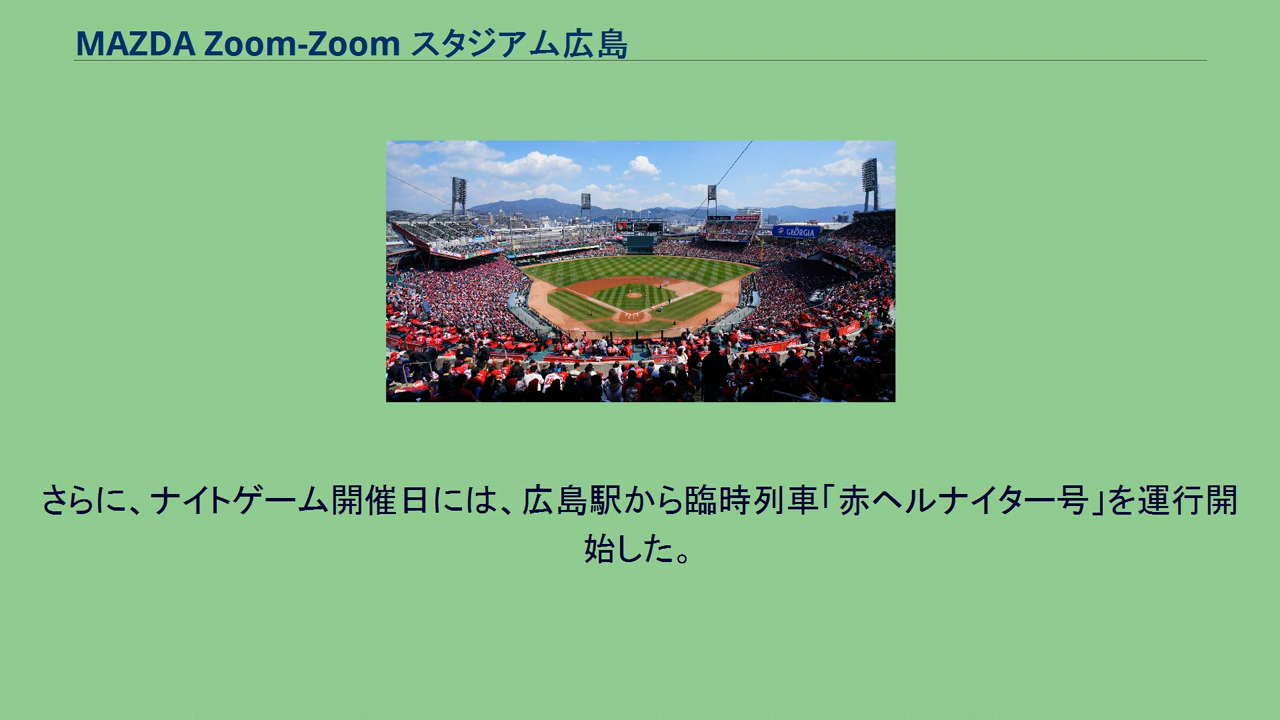 MAZDA Zoom-Zoom スタジアム広島
GEORGIA
さらに、ナイトゲーム開催日には、広島駅から臨時列車「赤ヘルナイター号」を運行開
始した。